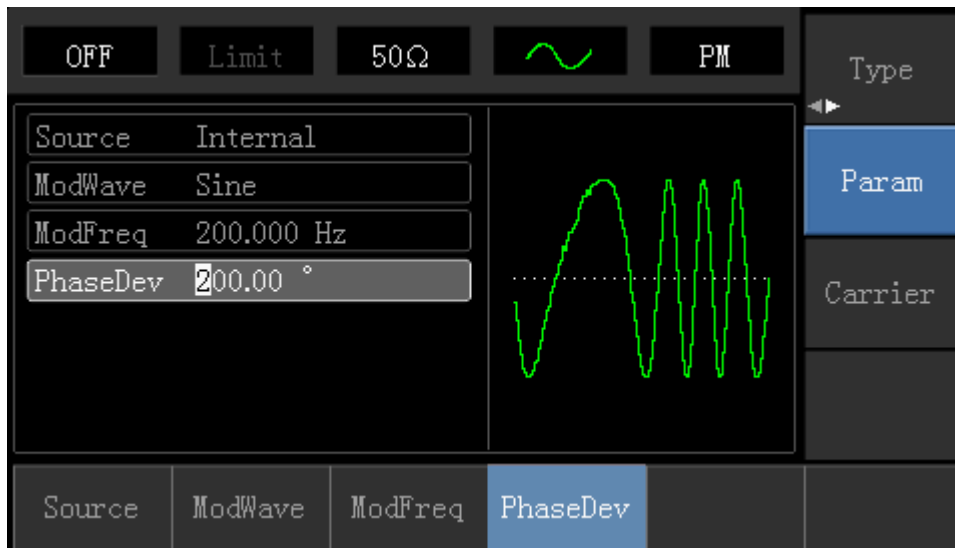 OFF Limit 50Ω PM
Type
Source Internal
ModWave Sine
ModFreq 200.000 Hz
PhaseDev 200.00 °
Param
Carrier
Source ModWave ModFreq PhaseDev